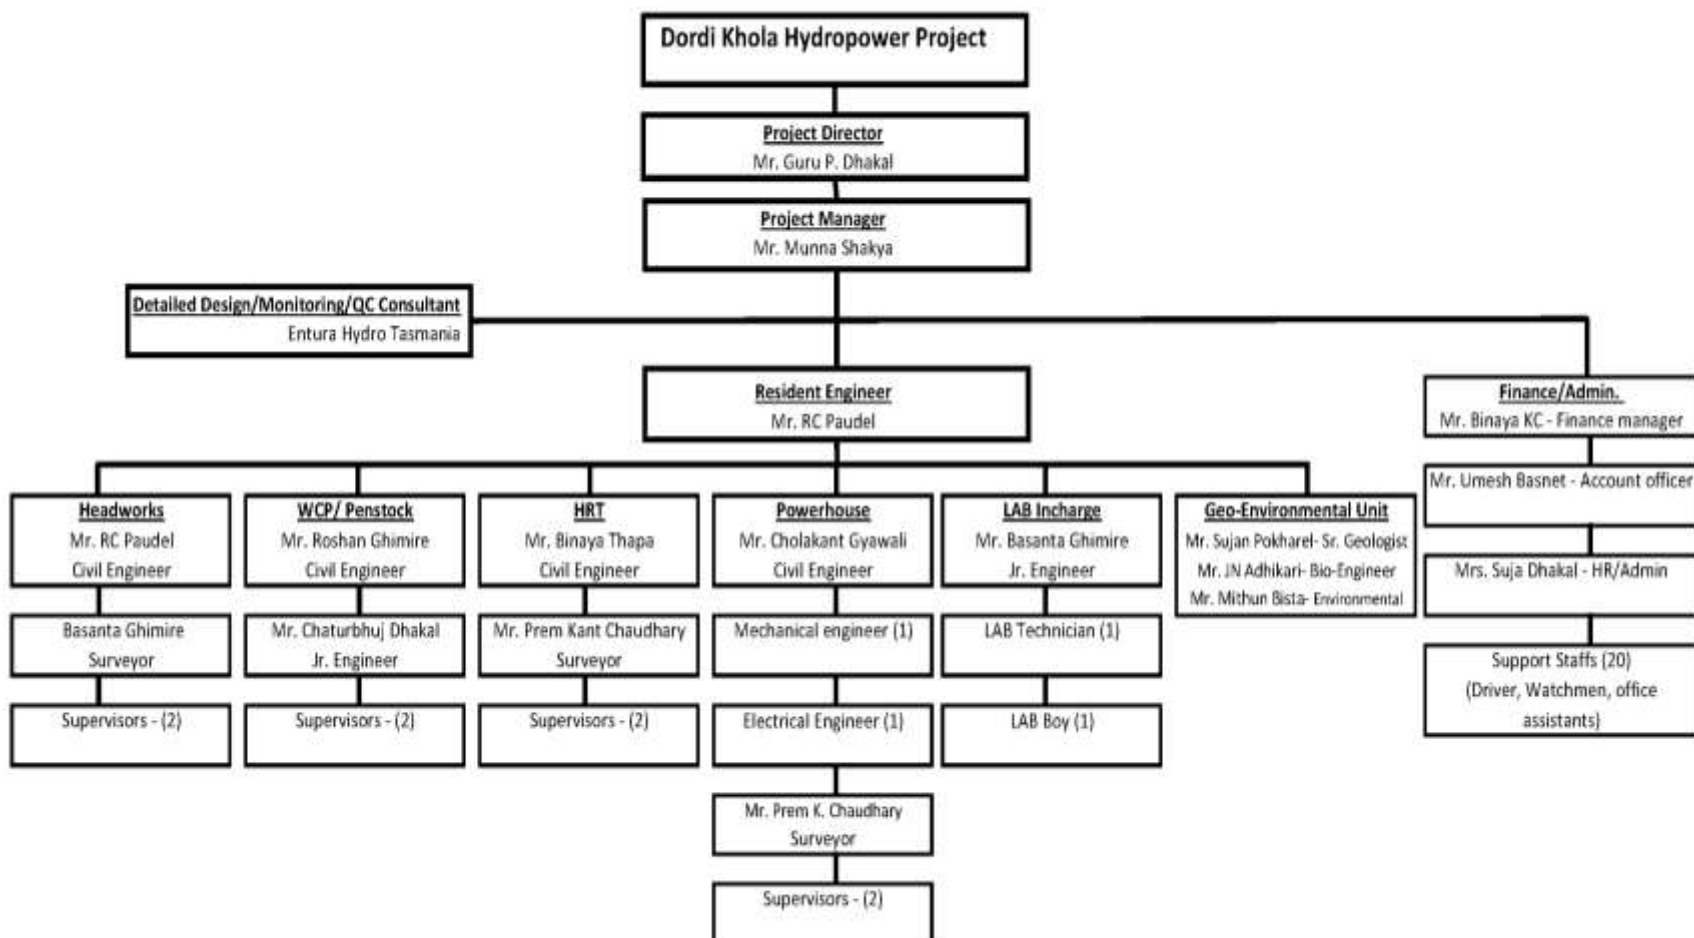 Dordi Khola Hydropower Project
Project Director
Mr. Guru P. Dhakal
Project Manager
Mr. Munna Shakya
Detailed Design/Monitoring/QC Consultant
Entura Hydro Tasmania
Resident Engineer
Mr. RC Paudel
Finance/Admin.
Mr. Binaya KC - Finance manager
Mr. Umesh Basnet - Account officer
Mrs. Suja Dhakal - HR/Admin
Support Staffs (20)
(Driver, Watchmen, office
assistants)
Headworks
Mr. RC Paudel
Civil Engineer
Basanta Ghimire
Surveyor
Supervisors - (2)
WCP/ Penstock
Mr. Roshan Ghimire
Civil Engineer
Mr. Chaturbhuj Dhakal
Jr. Engineer
Supervisors - (2)
HRT
Mr. Binaya Thapa
Civil Engineer
Mr. Prem Kant Chaudhary
Surveyor
Supervisors - (2)
Powerhouse
Mr. Cholakant Gyawali
Civil Engineer
Mechanical engineer (1)
Electrical Engineer (1)
Mr. Prem K. Chaudhary
Surveyor
Supervisors - (2)
LAB Incharge
Mr. Basanta Ghimire
Jr. Engineer
LAB Technician (1)
LAB Boy (1)
Geo-Environmental Unit
Mr. Sujan Pokharel- Sr. Geologist
Mr. JN Adhikari- Bio-Engineer
Mr. Mithun Bista- Environmental